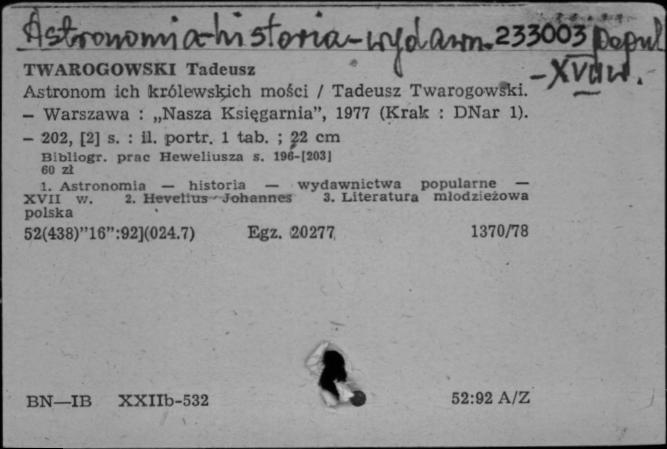 Astronomia-historia-wydawn. 233003 popul.
- XVII w.
TWAROGOWSKI Tadeusz
Astronom ich królewskich mości / Tadeusz Twarogowski.
— Warszawa : „Nasza Księgarnia”, 1977 (Krak : DNar 1).
— 202, [2] s. : il. portr. 1 tab. ; 22 cm
Bibliogr. prac Heweliusza s. 196-[203]
60 zł
1. Astronomia — historia — wydawnictwa popularne —
XVII w. 2. Hevelius Johannes 3. Literatura młodzieżowa
polska
52(438)"16":92](024.7) Egz. 20277 1370/78
BN—IB XXIIb-532 52:92 A/Z